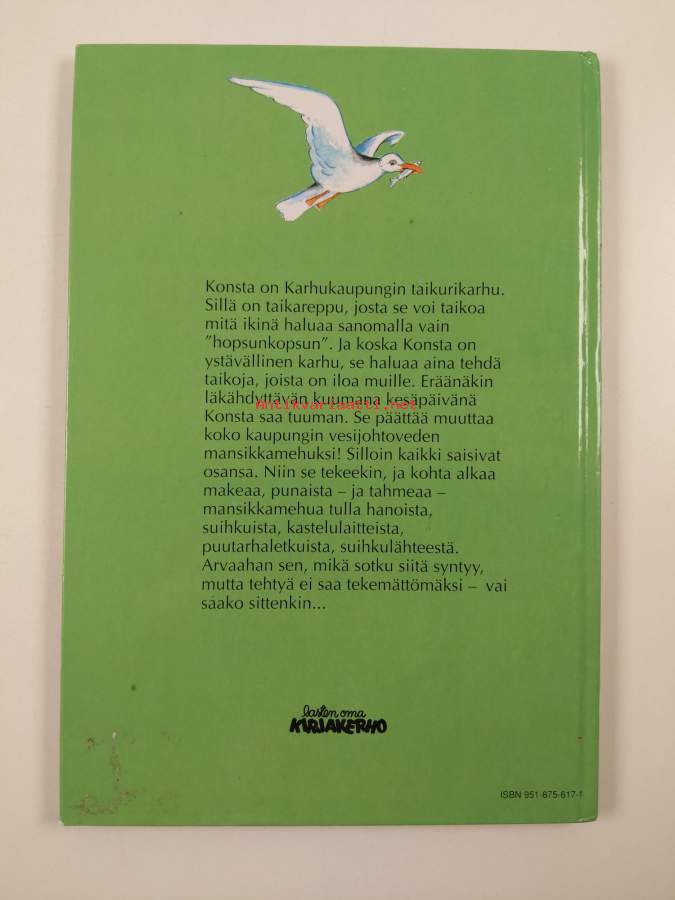 Konsta on Karhukaupungin taikurikarhu.
Sillä on taikareppu, josta se voi taikoa
mitä ikinä haluaa sanomalla vain
”hopsunkopsun”. Ja koska Konsta on
ystävällinen karhu, se haluaa aina tehdä
taikoja, joista on iloa muille. Eräänäkin
läkähdyttävän kuumana kesäpäivänä
Antikvariaatti.net
Konsta saa tuuman. Se päättää muuttaa
koko kaupungin vesijohtoveden
mansikkamehuksi! Silloin kaikki saisivat
osansa. Niin se tekeekin, ja kohta alkaa
makeaa, punaista – ja tahmeaa –
mansikkamehua tulla hanoista,
suihkuista, kastelulaitteista,
puutarhaletkuista, suihkulähteestä.
Arvaahan sen, mikä sotku siitä syntyy,
mutta tehtyä ei saa tekemättömäksi – vai
saako sittenkin...
lasten oma
KIRJAKERHO
ISBN 951-875-617-1